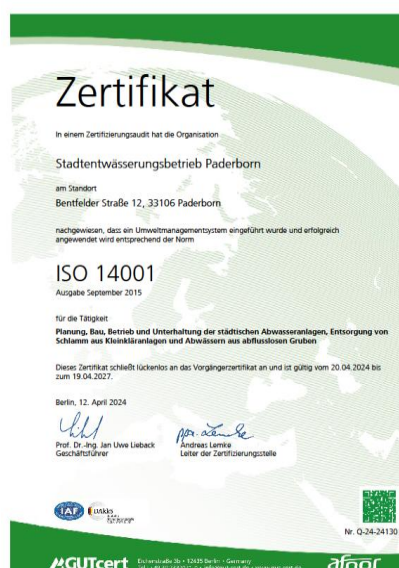 Zertifikat
In einem Zertifizierungsaudit hat die Organisation
Stadtentwässerungsbetrieb Paderborn
am Standort
Bentfelder Straße 12, 33106 Paderborn
nachgewiesen, dass ein Umweltmanagementsystem eingeführt wurde und erfolgreich
angewendet wird entsprechend der Norm
ISO 14001
Ausgabe September 2015
für die Tätigkeit
Planung, Bau, Betrieb und Unterhaltung der städtischen Abwasseranlagen, Entsorgung von
Schlamm aus Kleinkläranlagen und Abwässern aus abflusslosen Gruben
Dieses Zertifikat schließt lückenlos an das Vorgängerzertifikat an und ist gültig vom 20.04.2024 bis
zum 19.04.2027.
Berlin, 12. April 2024
Prof. Dr.-Ing. Jan Uwe Lieback
Geschäftsführer
Andreas Lemke
Leiter der Zertifizierungsstelle
IAF
DAkkS
Nr. Q-24-24130
GUTcert
Eichenstraße 3b • 12435 Berlin • Germany
afnor